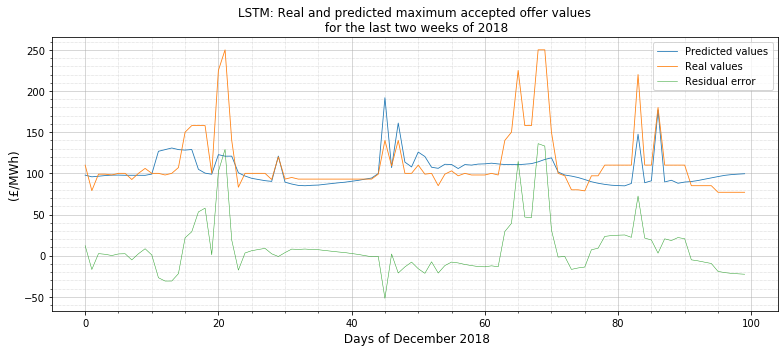 LSTM: Real and predicted maximum accepted offer values
for the last two weeks of 2018
Predicted values
Real values
Residual error
(£/MWh)
250
200
150
100
50
0
−50
0
20
40
60
80
100
Days of December 2018